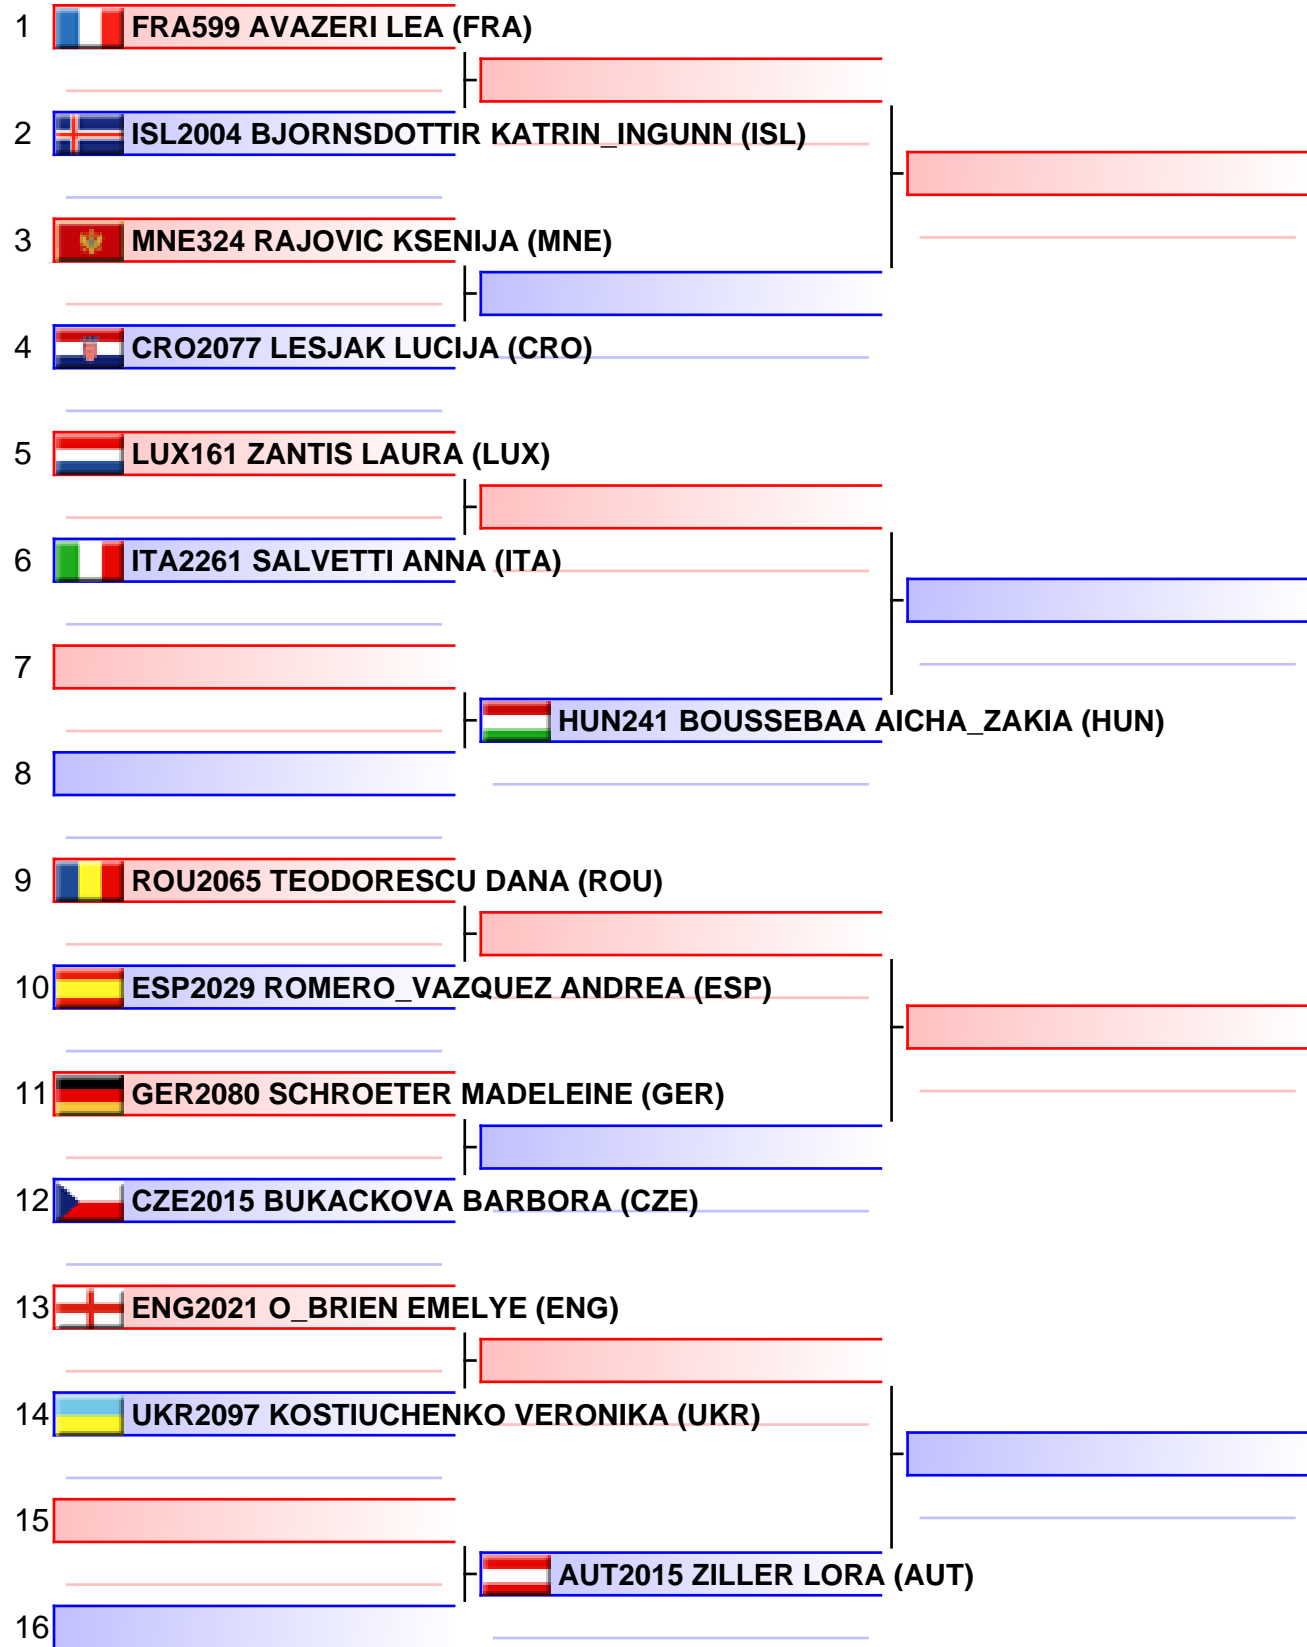 1 FRA599 AVAZERI LEA (FRA)
2 ISL2004 BJORNSDOTTIR KATRIN_INGUNN (ISL)
3 MNE324 RAJOVIC KSENIJA (MNE)
4 CRO2077 LESJAK LUCIJA (CRO)
5 LUX161 ZANTIS LAURA (LUX)
6 ITA2261 SALVETTI ANNA (ITA)
7
HUN241 BOUSSEBAA AICHA_ZAKIA (HUN)
8
9 ROU2065 TEODORESCU DANA (ROU)
10 ESP2029 ROMERO_VAZQUEZ ANDREA (ESP)
11 GER2080 SCHROETER MADELEINE (GER)
12 CZE2015 BUKACKOVA BARBORA (CZE)
13 ENG2021 O_BRIEN EMELYE (ENG)
14 UKR2097 KOSTIUCHENKO VERONIKA (UKR)
15
AUT2015 ZILLER LORA (AUT)
16